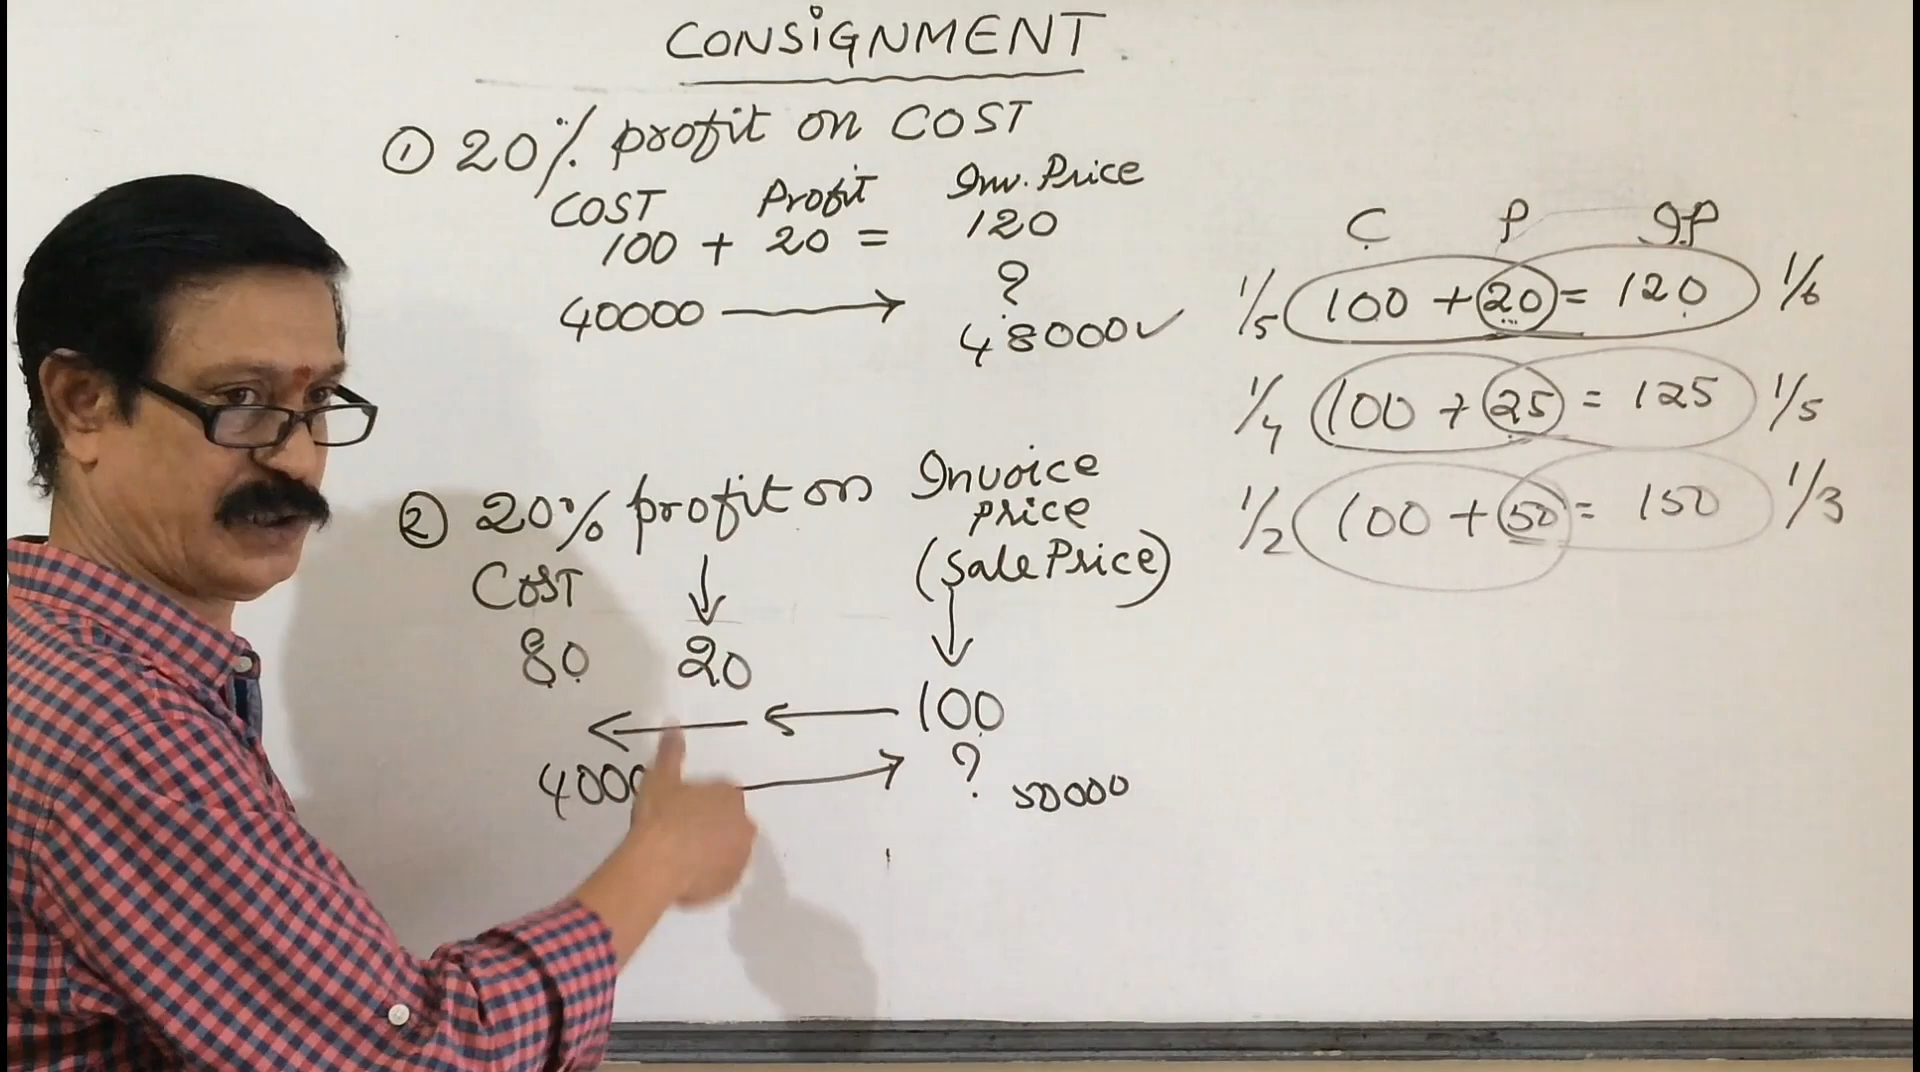 CONSIGNMENT
① 20% profit on COST
COST Profit Inv. Price
100 + 20 = 120
?
40000 → 48000✓
② 20% profit on Invoice
price
(Sale Price)
COST
80 20 100
?
4000 50000
C P I.P
1/5 100 + 20 = 120 1/6
1/4 100 + 25 = 125 1/5
1/2 100 + 50 = 150 1/3